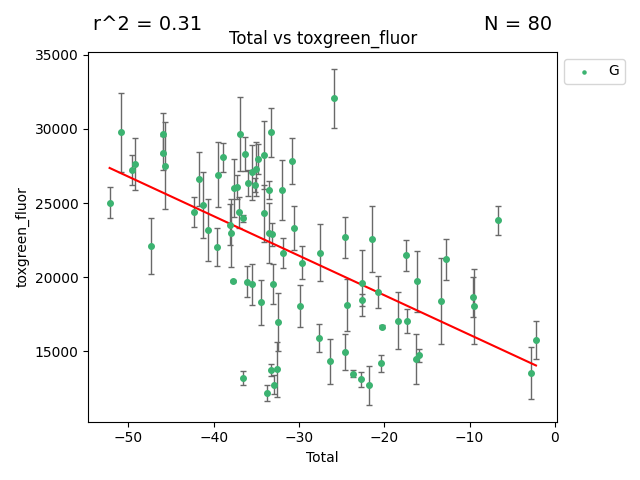 r^2 = 0.31
N = 80
Total vs toxgreen_fluor
G
35000
30000
25000
20000
15000
toxgreen_fluor
−50
−40
−30
−20
−10
0
Total